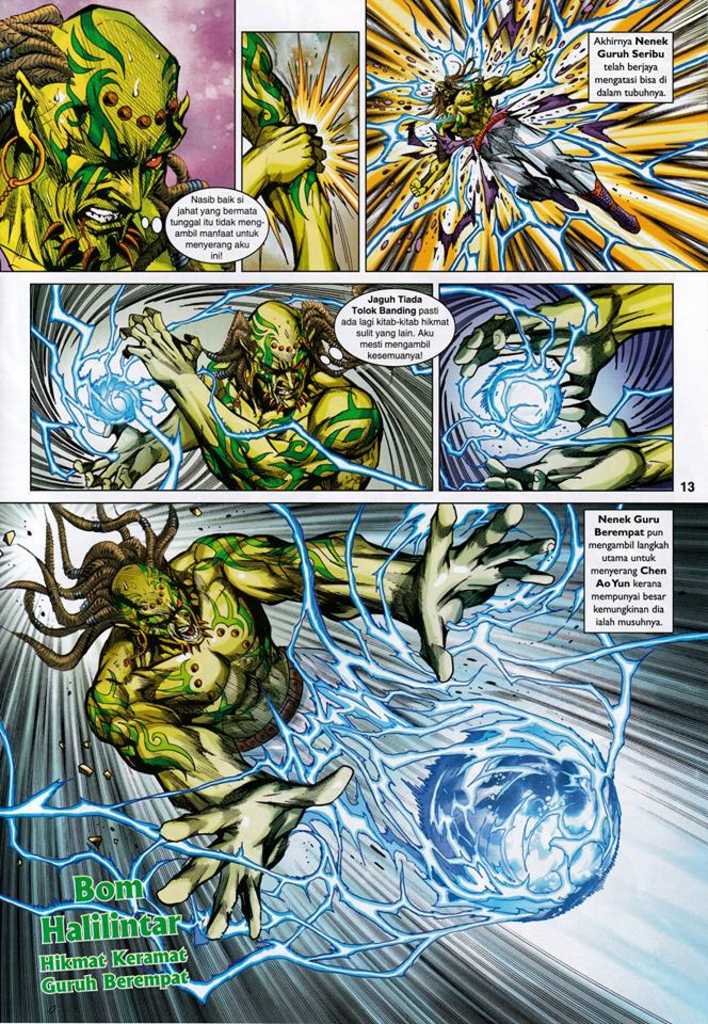 Nasib baik si
jahat yang bermata
tunggal itu tidak meng-
ambil manfaat untuk
menyerang aku
ini!
Akhirnya Nenek
Guruh Seribu
telah berjaya
mengatasi bisa di
dalam tubuhnya.
Jaguh Tiada
Tolok Bandang pasti
ada lagi kitab-kitab hikmat
sulit yang lain. Aku
mesti mengambil
kesemuanya!
13
Nenek Guru
Berempat pun
mengambil langkah
utama untuk
menyerang Chen
Ao Yun kerana
mempunyai besar
kemungkinan dia
ialah musuhnya.
Bom
Halilintar
Hikmat Keramat
Guruh Berempat